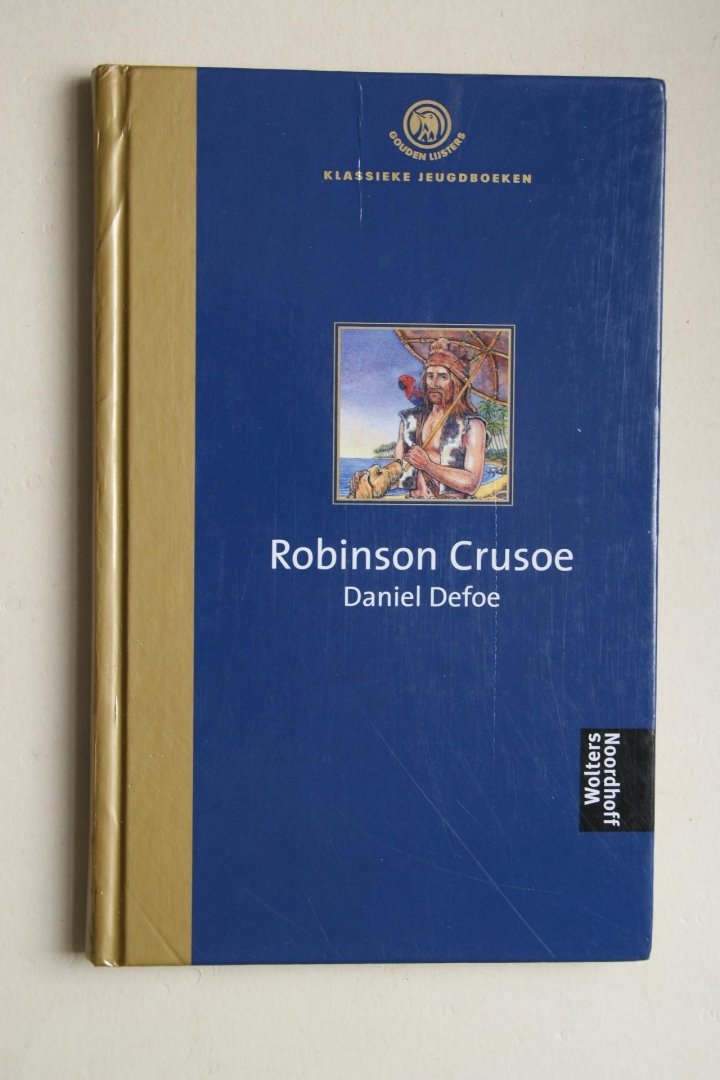 GOUDEN LIJSTERS
KLASSIEKE JEUGDBOEKEN
Robinson Crusoe
Daniel Defoe
Wolters
Noordhoff